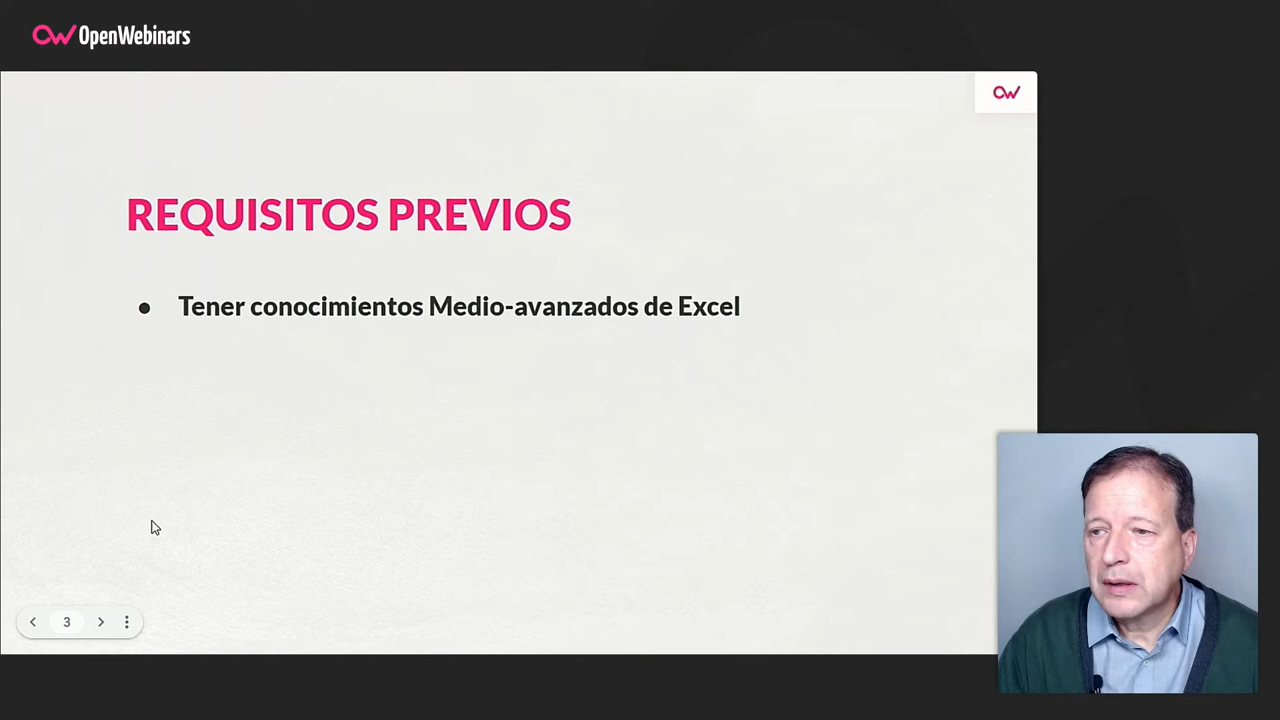 OpenWebinars
REQUISITOS PREVIOS
● Tener conocimientos Medio-avanzados de Excel
3